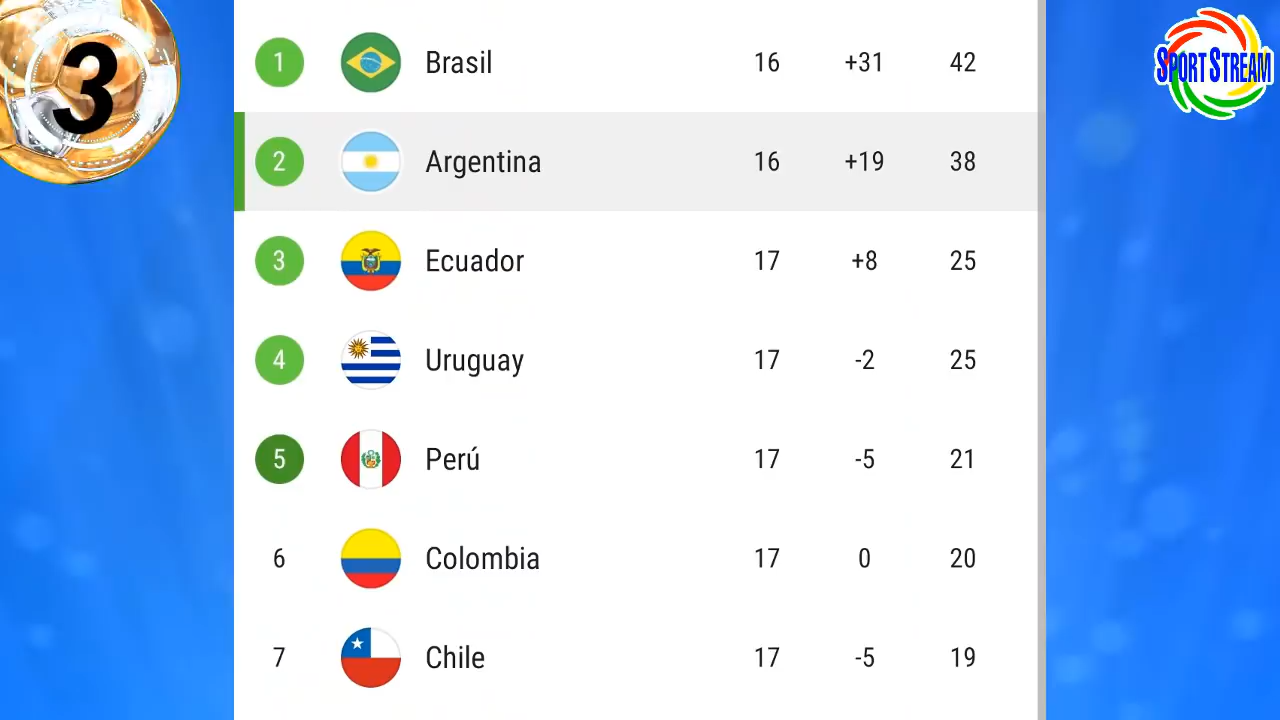 3
SPORT STREAM
1 Brasil 16 +31 42
2 Argentina 16 +19 38
3 Ecuador 17 +8 25
4 Uruguay 17 -2 25
5 Perú 17 -5 21
6 Colombia 17 0 20
7 Chile 17 -5 19